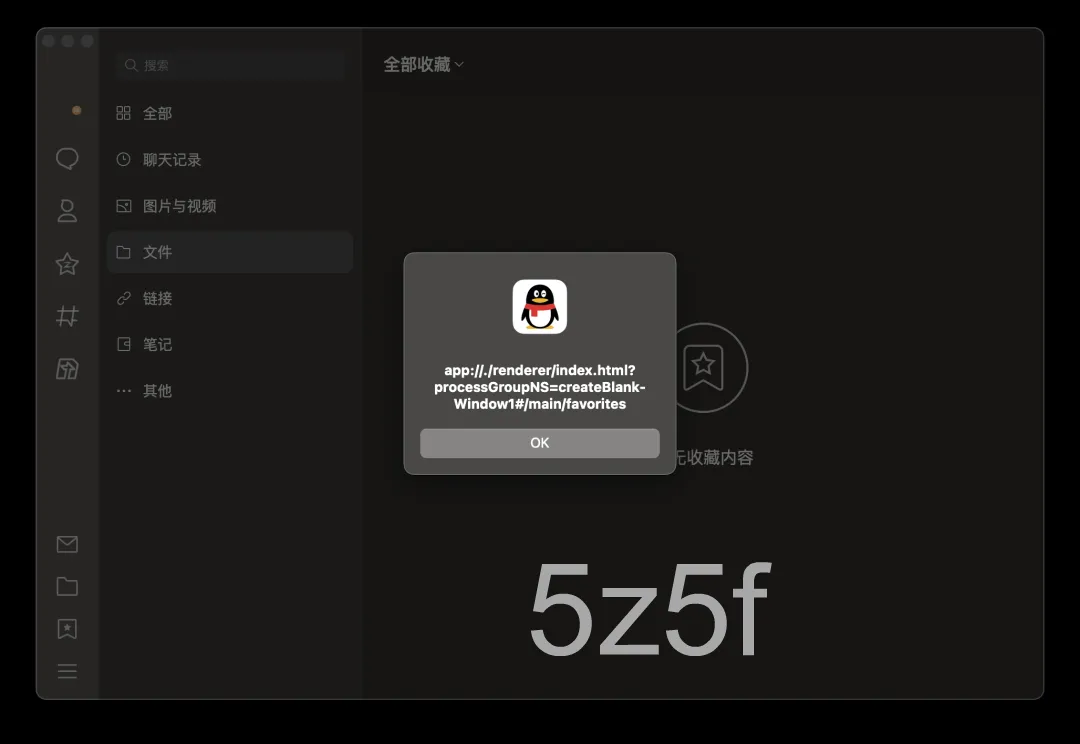 搜索
全部
聊天记录
图片与视频
文件
链接
笔记
其他
全部收藏
app://./renderer/index.html?
processGroupNS=createBlank-
Window1#/main/favorites
OK
无收藏内容
5z5f